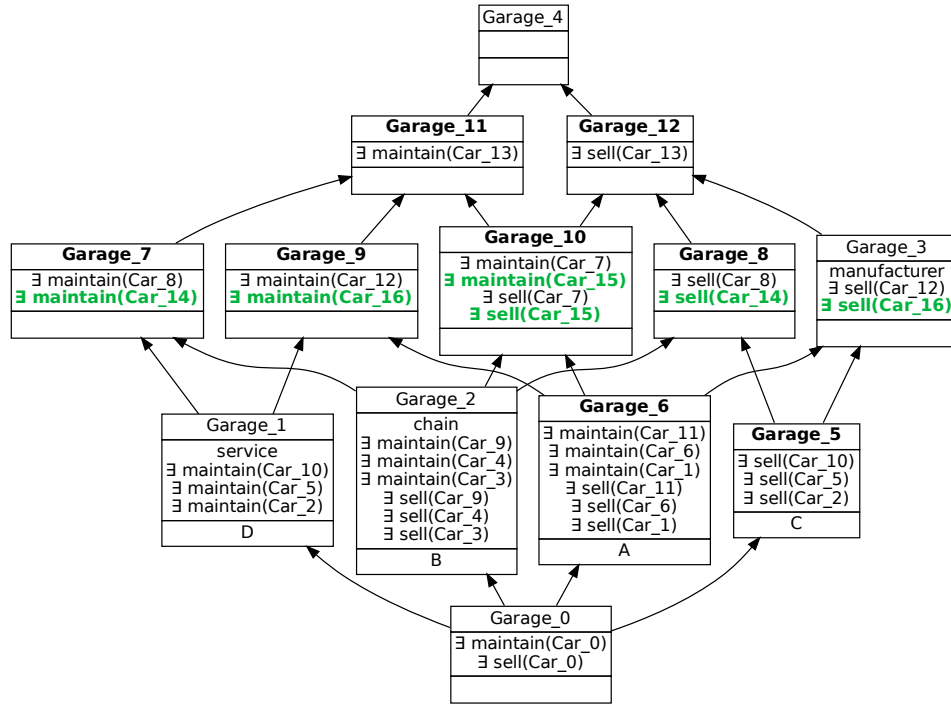 Garage_4
Garage_11
∃ maintain(Car_13)
Garage_12
∃ sell(Car_13)
Garage_7
∃ maintain(Car_8)
∃ maintain(Car_14)
Garage_9
∃ maintain(Car_12)
∃ maintain(Car_16)
Garage_10
∃ maintain(Car_7)
∃ maintain(Car_15)
∃ sell(Car_7)
∃ sell(Car_15)
Garage_8
∃ sell(Car_8)
∃ sell(Car_14)
Garage_3
manufacturer
∃ sell(Car_12)
∃ sell(Car_16)
Garage_1
service
∃ maintain(Car_10)
∃ maintain(Car_5)
∃ maintain(Car_2)
D
Garage_2
chain
∃ maintain(Car_9)
∃ maintain(Car_4)
∃ maintain(Car_3)
∃ sell(Car_9)
∃ sell(Car_4)
∃ sell(Car_3)
B
Garage_6
∃ maintain(Car_11)
∃ maintain(Car_6)
∃ maintain(Car_1)
∃ sell(Car_11)
∃ sell(Car_6)
∃ sell(Car_1)
A
Garage_5
∃ sell(Car_10)
∃ sell(Car_5)
∃ sell(Car_2)
C
Garage_0
∃ maintain(Car_0)
∃ sell(Car_0)